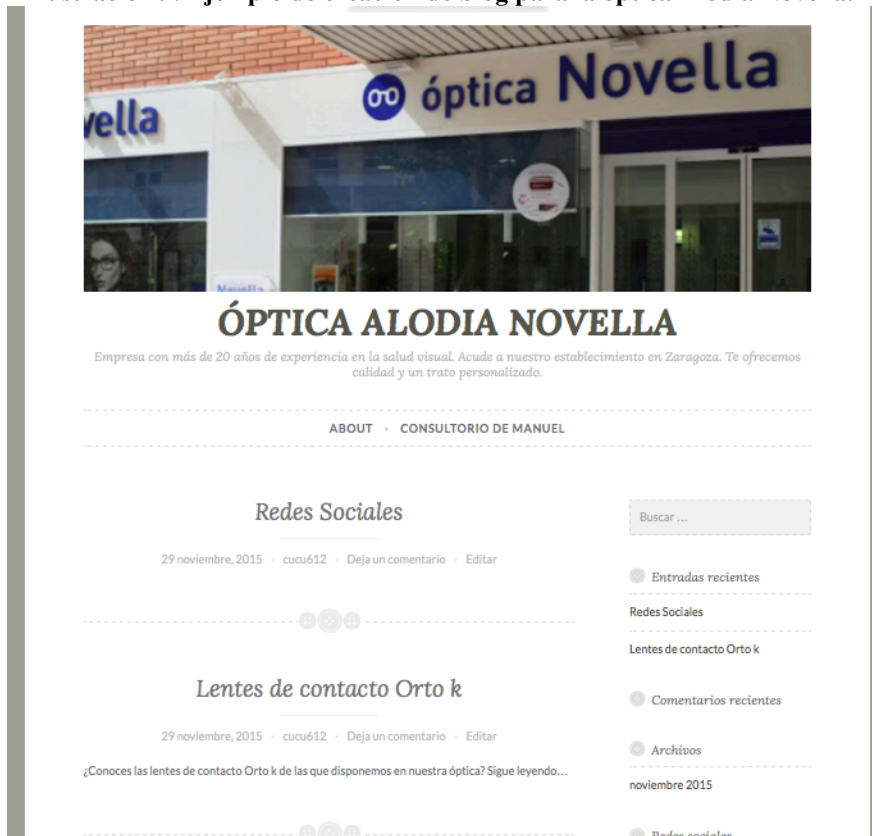 óptica Novella
vella
Novella
ÓPTICA ALODIA NOVELLA
Empresa con más de 20 años de experiencia en la salud visual. Acude a nuestro establecimiento en Zaragoza. Te ofrecemos
calidad y un trato personalizado.
ABOUT · CONSULTORIO DE MANUEL
Redes Sociales
29 noviembre, 2015 · cucu612 · Deja un comentario · Editar
Lentes de contacto Orto k
29 noviembre, 2015 · cucu612 · Deja un comentario · Editar
¿Conoces las lentes de contacto Orto k de las que disponemos en nuestra óptica? Sigue leyendo...
Buscar ...
Entradas recientes
Redes Sociales
Lentes de contacto Orto k
Comentarios recientes
Archivos
noviembre 2015
Redes sociales